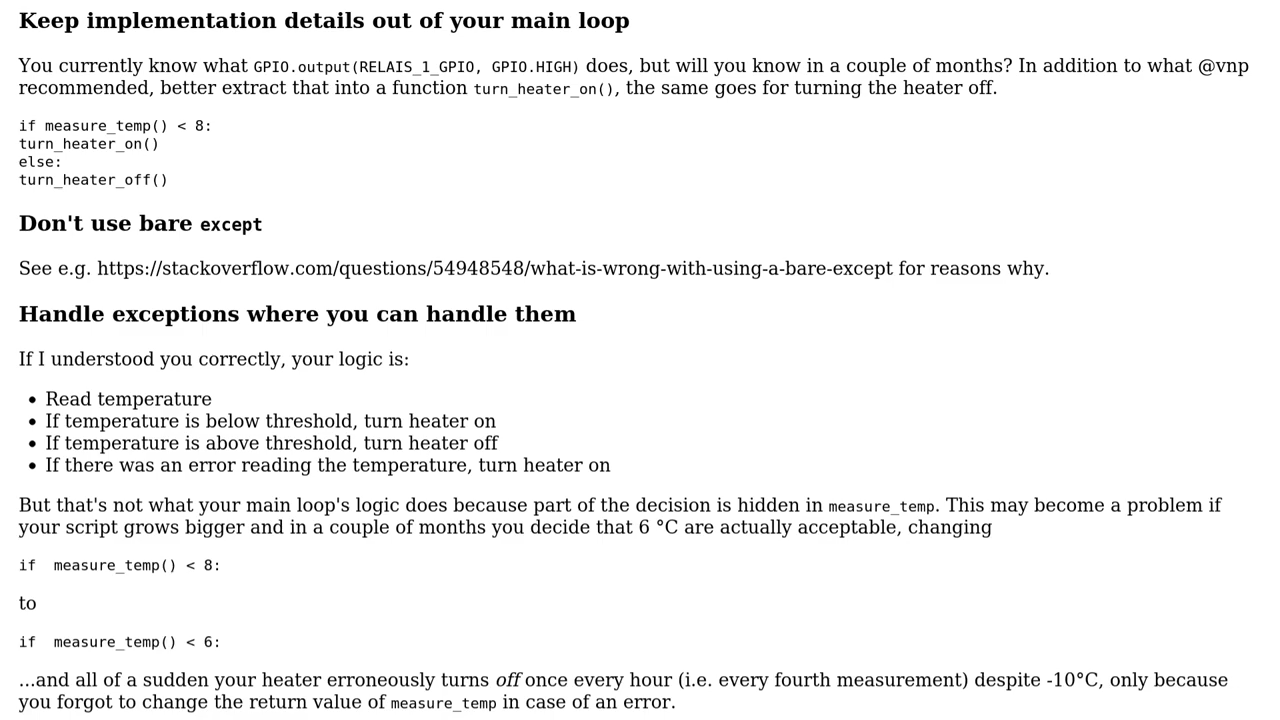 Keep implementation details out of your main loop
You currently know what GPIO.output(RELAIS_1_GPIO, GPIO.HIGH) does, but will you know in a couple of months? In addition to what @vnp
recommended, better extract that into a function turn_heater_on(), the same goes for turning the heater off.
if measure_temp() < 8:
turn_heater_on()
else:
turn_heater_off()
Don't use bare except
See e.g. https://stackoverflow.com/questions/54948548/what-is-wrong-with-using-a-bare-except for reasons why.
Handle exceptions where you can handle them
If I understood you correctly, your logic is:
• Read temperature
• If temperature is below threshold, turn heater on
• If temperature is above threshold, turn heater off
• If there was an error reading the temperature, turn heater on
But that's not what your main loop's logic does because part of the decision is hidden in measure_temp. This may become a problem if
your script grows bigger and in a couple of months you decide that 6 °C are actually acceptable, changing
if  measure_temp() < 8:
to
if  measure_temp() < 6:
...and all of a sudden your heater erroneously turns off once every hour (i.e. every fourth measurement) despite -10°C, only because
you forgot to change the return value of measure_temp in case of an error.